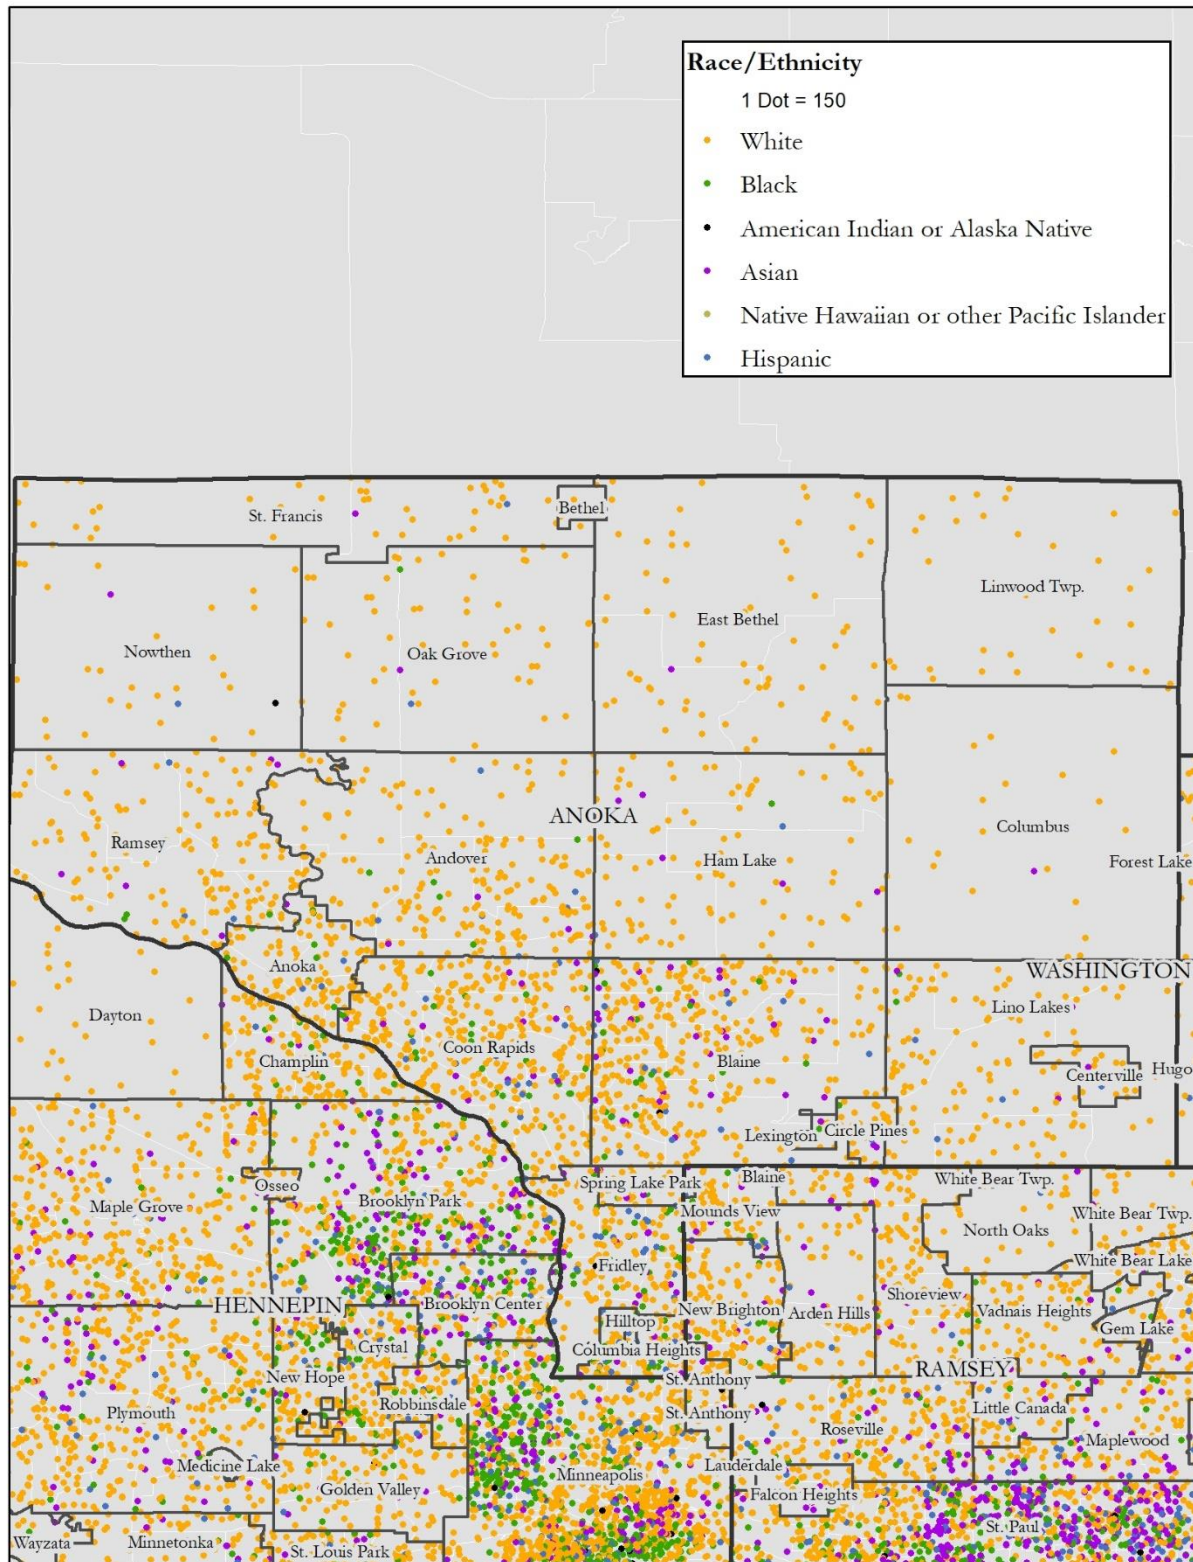 Race/Ethnicity
1 Dot = 150
White
Black
American Indian or Alaska Native
Asian
Native Hawaiian or other Pacific Islander
Hispanic
Bethel
St. Francis
Linwood Twp.
East Bethel
Nowthen
Oak Grove
ANOKA
Columbus
Ramsey
Andover
Ham Lake
Forest Lake
Anoka
WASHINGTON
Lino Lakes
Dayton
Coon Rapids
Champlin
Blaine
Centerville
Hugo
Lexington
Circle Pines
Osseo
Spring Lake Park
Blaine
White Bear Twp.
Brooklyn Park
Maple Grove
Mounds View
North Oaks
White Bear Twp.
Fridley
White Bear Lake
HENNEPIN
Brooklyn Center
Hilltop
New Brighton
Arden Hills
Shoreview
Vadnais Heights
Gem Lake
Crystal
Columbia Heights
RAMSEY
New Hope
St. Anthony
Robbinsdale
Plymouth
St. Anthony
Roseville
Little Canada
Maplewood
Medicine Lake
Minneapolis
Lauderdale
Golden Valley
Falcon Heights
St. Paul
Wayzata
Minnetonka
St. Louis Park